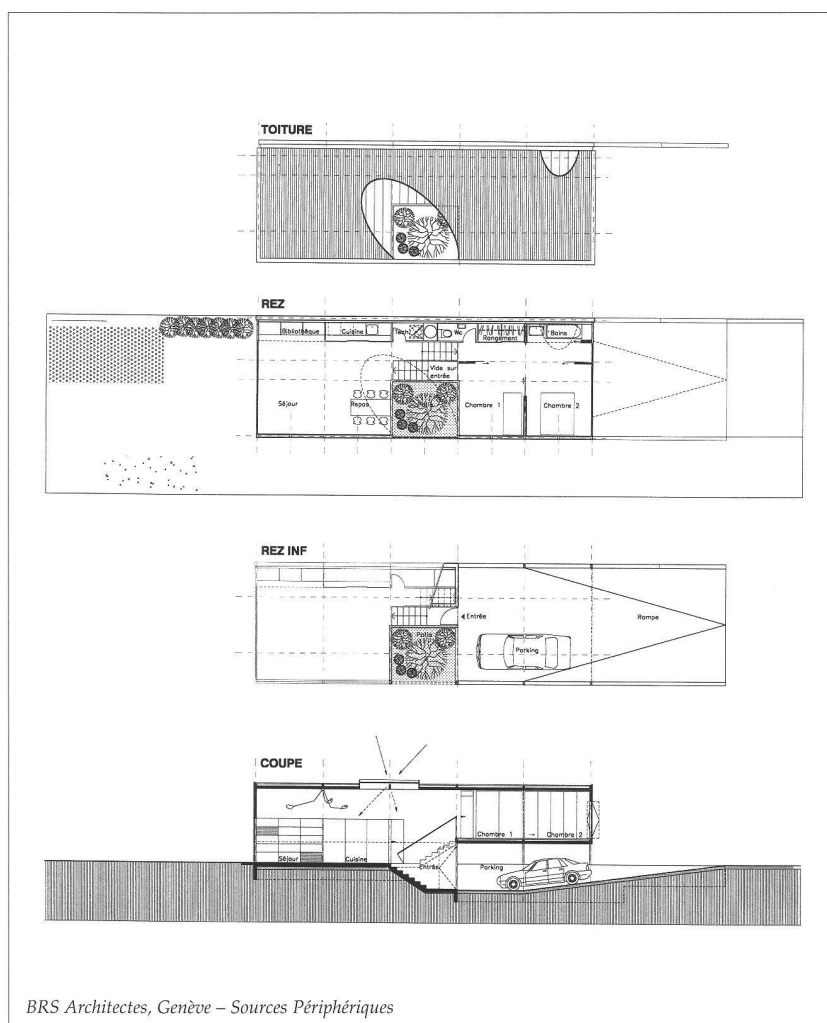 TOITURE
REZ
Bibliothèque Cuisine Tech. Wc Rangement Bains
Vide sur
entrée
Séjour Repas Patio Chambre 1 Chambre 2
REZ INF
Entrée Rampe
Patio
Parking
COUPE
Chambre 1 Chambre 2
Séjour Cuisine Entrée Parking
BRS Architectes, Genève – Sources Périphériques